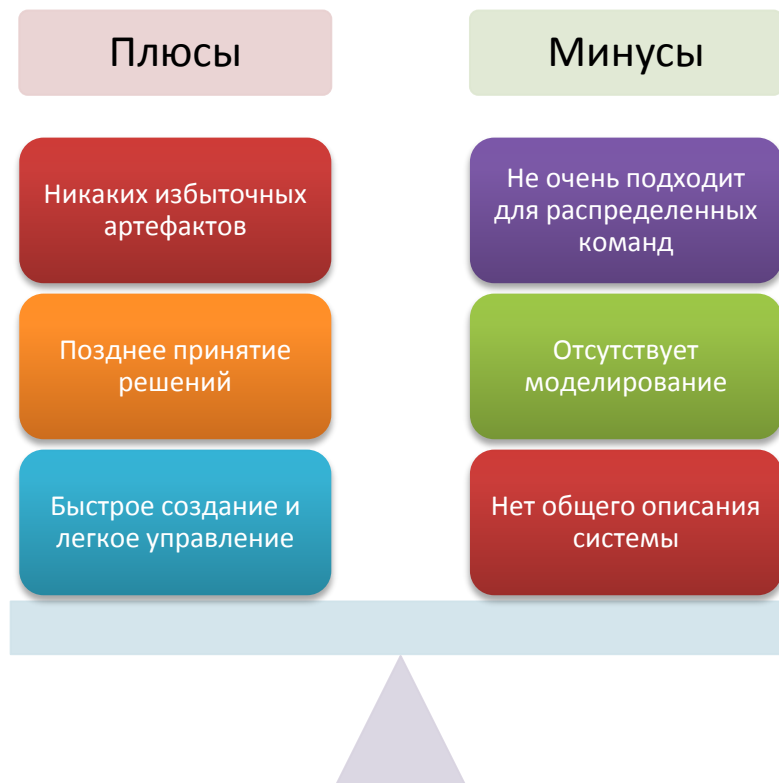 Плюсы
Никаких избыточных
артефактов
Позднее принятие
решений
Быстрое создание и
легкое управление
Минусы
Не очень подходит
для распределенных
команд
Отсутствует
моделирование
Нет общего описания
системы